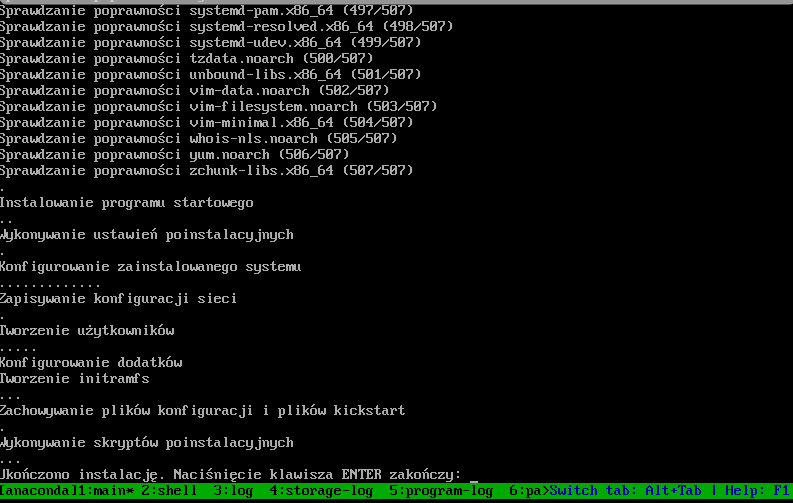 Sprawdzanie poprawności systemd-pam.x86_64 (497/507)
Sprawdzanie poprawności systemd-resolved.x86_64 (498/507)
Sprawdzanie poprawności systemd-udev.x86_64 (499/507)
Sprawdzanie poprawności tzdata.noarch (500/507)
Sprawdzanie poprawności unbound-libs.x86_64 (501/507)
Sprawdzanie poprawności vim-data.noarch (502/507)
Sprawdzanie poprawności vim-filesystem.noarch (503/507)
Sprawdzanie poprawności vim-minimal.x86_64 (504/507)
Sprawdzanie poprawności whois-nls.noarch (505/507)
Sprawdzanie poprawności yum.noarch (506/507)
Sprawdzanie poprawności zchunk-libs.x86_64 (507/507)
.
Instalowanie programu startowego
..
Wykonywanie ustawień poinstalacyjnych
.
Konfigurowanie zainstalowanego systemu
.............
Zapisywanie konfiguracji sieci
.
Tworzenie użytkowników
.....
Konfigurowanie dodatków
Tworzenie initramfs
...
Zachowywanie plików konfiguracji i plików kickstart
.
Wykonywanie skryptów poinstalacyjnych
...
Ukończono instalację. Naciśnięcie klawisza ENTER zakończy: _
[anaconda]1:main* 2:shell  3:log  4:storage-log  5:program-log  6:pa>Switch tab: Alt+Tab | Help: F1